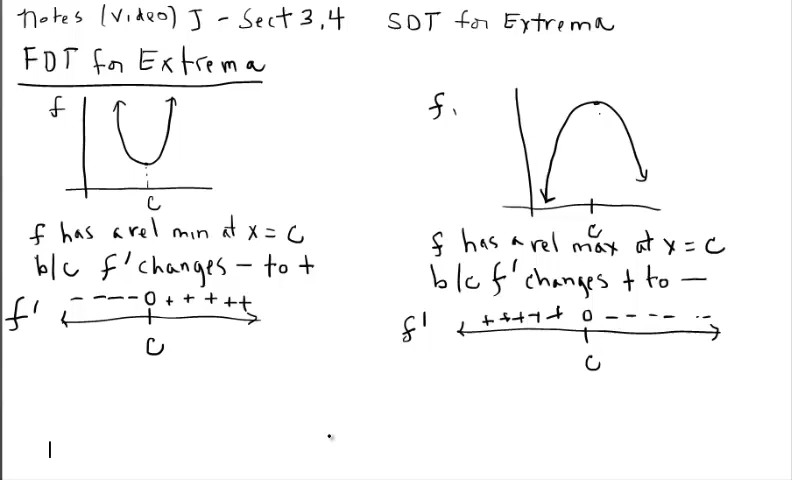 notes (video) J - Sect 3.4 SDT for Extrema
FDT for Extrema
f
c
f has a rel min at x = c
b/c f' changes - to +
f' - - - - 0 + + + + +
c
f
c
f has a rel max at x = c
b/c f' changes + to -
f' + + + + + 0 - - - - - -
c